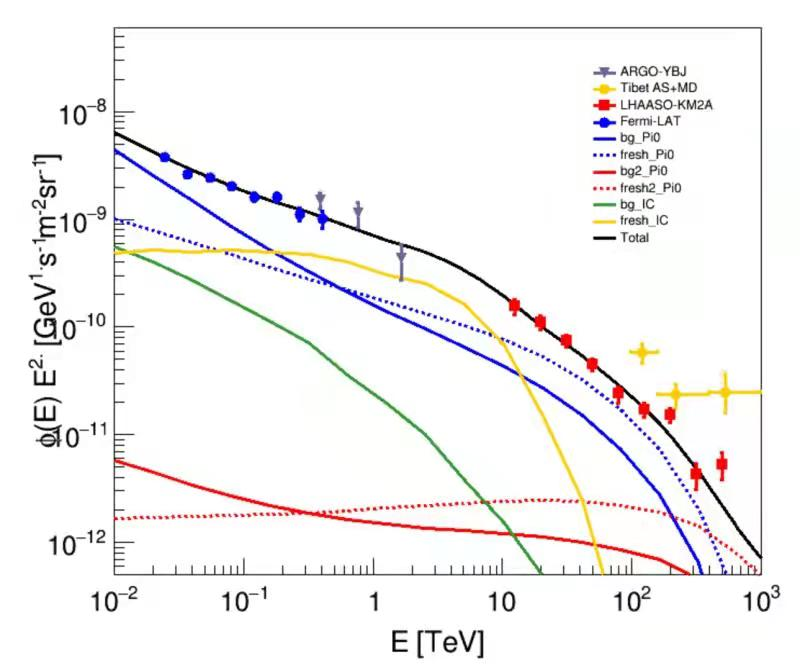 ARGO-YBJ
Tibet AS+MD
LHAASO-KM2A
Fermi-LAT
bg_Pi0
fresh_Pi0
bg2_Pi0
fresh2_Pi0
bg_IC
fresh_IC
Total
ϕ(E) E²· [GeV¹·s⁻¹m⁻²sr⁻¹]
10⁻⁸
10⁻⁹
10⁻¹⁰
10⁻¹¹
10⁻¹²
10⁻² 10⁻¹ 1 10 10² 10³
E [TeV]